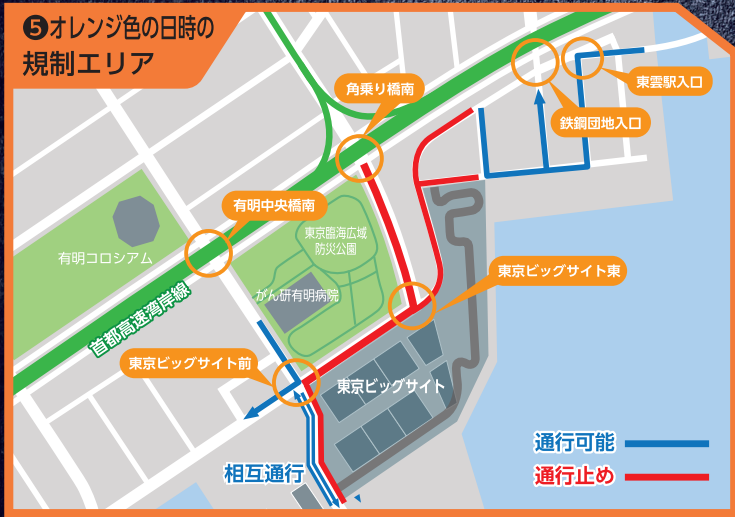 ❺オレンジ色の日時の
規制エリア
角乗り橋南
東雲駅入口
鉄鋼団地入口
有明中央橋南
東京臨海広域
防災公園
有明コロシアム
がん研有明病院
東京ビッグサイト東
首都高速湾岸線
東京ビッグサイト前
東京ビッグサイト
通行可能
相互通行
通行止め